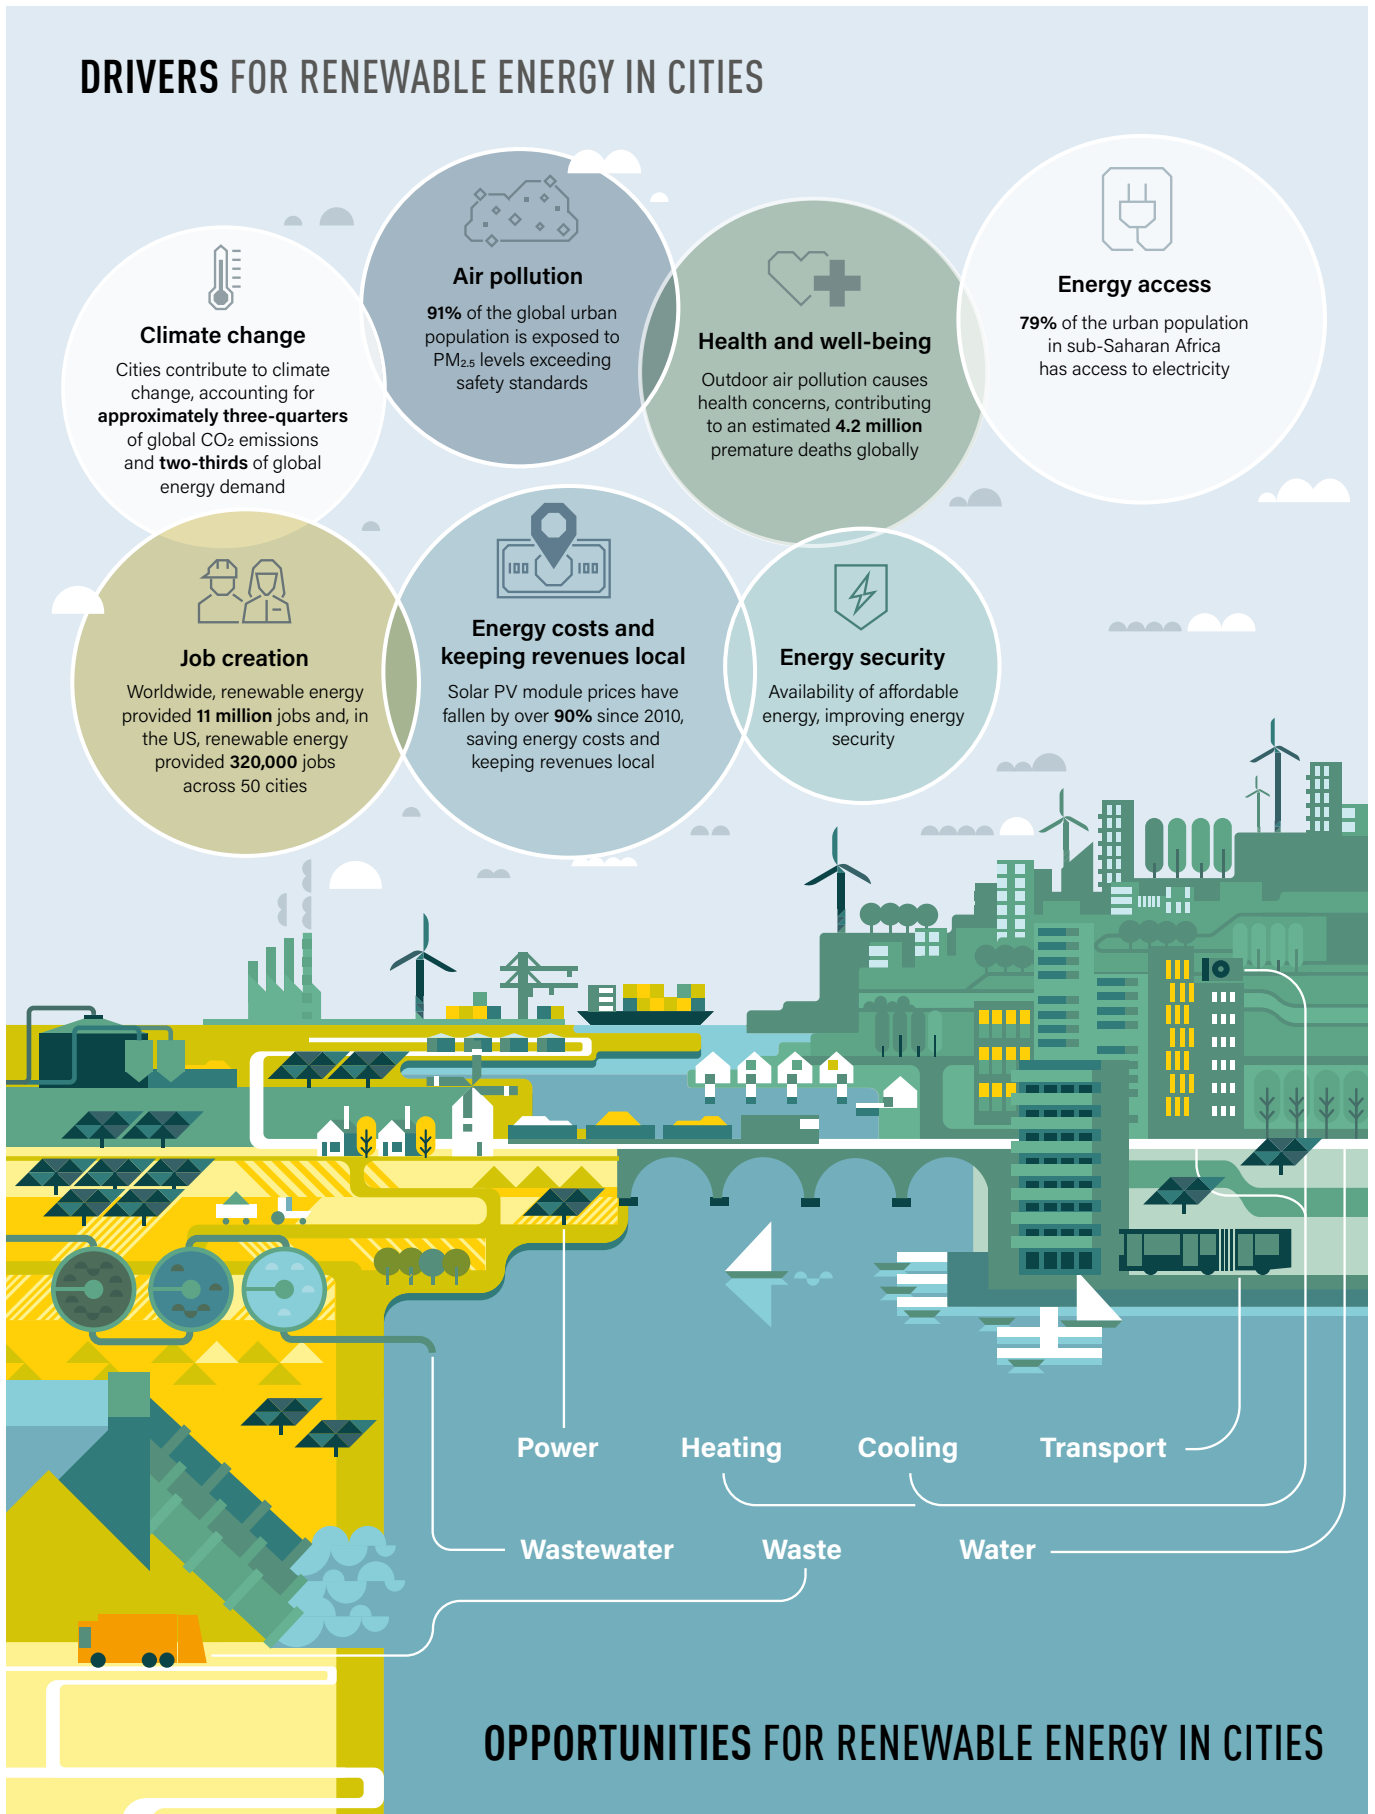 DRIVERS FOR RENEWABLE ENERGY IN CITIES
Climate change
Cities contribute to climate
change, accounting for
approximately three-quarters
of global CO₂ emissions
and two-thirds of global
energy demand
Air pollution
91% of the global urban
population is exposed to
PM₂.₅ levels exceeding
safety standards
Health and well-being
Outdoor air pollution causes
health concerns, contributing
to an estimated 4.2 million
premature deaths globally
Energy access
79% of the urban population
in sub-Saharan Africa
has access to electricity
Job creation
Worldwide, renewable energy
provided 11 million jobs and, in
the US, renewable energy
provided 320,000 jobs
across 50 cities
100 100
Energy costs and
keeping revenues local
Solar PV module prices have
fallen by over 90% since 2010,
saving energy costs and
keeping revenues local
Energy security
Availability of affordable
energy, improving energy
security
Power
Heating
Cooling
Transport
Wastewater
Waste
Water
OPPORTUNITIES FOR RENEWABLE ENERGY IN CITIES